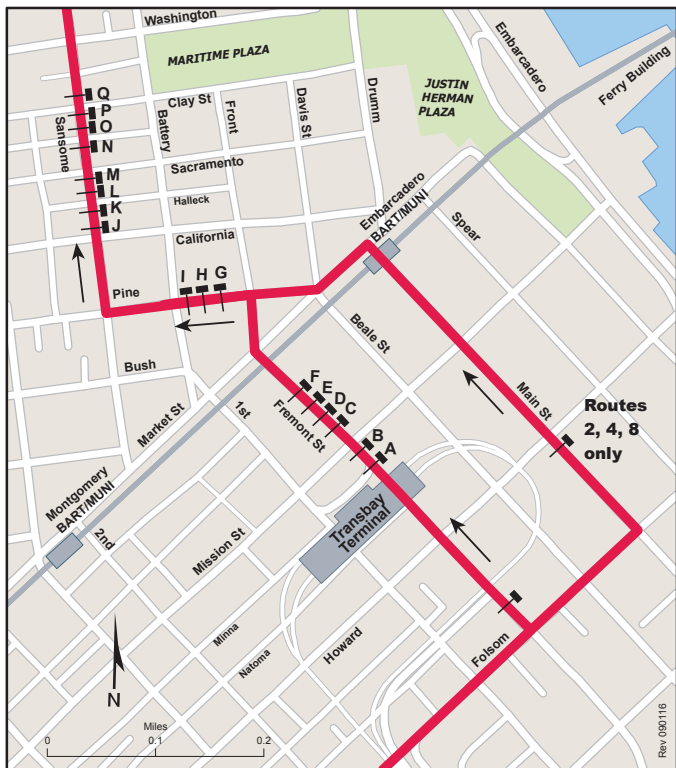 Washington
MARITIME PLAZA
Embarcadero
Ferry Building
JUSTIN
HERMAN
PLAZA
Drumm
Davis St
Front
Clay St
Battery
Sansome
Q
P
O
N
Sacramento
M
L
Halleck
K
J
California
Embarcadero
BART/MUNI
Spear
Pine
I H G
Beale St
Bush
Market St
1st
F
E
D
C
B
A
Fremont St
Main St
Routes
2, 4, 8
only
Montgomery
BART/MUNI
2nd
Mission St
Transbay
Terminal
Minna
Natoma
Howard
Folsom
N
Miles
0 0.1 0.2
Rev 090116